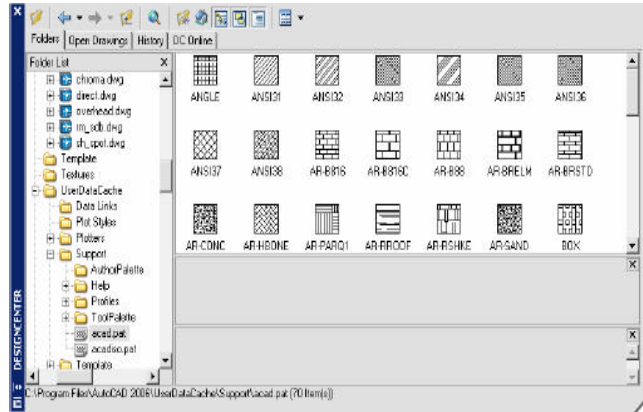 Folders
Open Drawings
History
DC Online
Folder List
X
chroma.dwg
direct.dwg
overhead.dwg
rm_sdb.dwg
sh_spot.dwg
Template
Textures
UserDataCache
Data Links
Plot Styles
Plotters
Support
AuthorPalette
Help
Profiles
ToolPalette
acad.pat
acadiso.pat
Template
ANGLE ANSI31 ANSI32 ANSI33 ANSI34 ANSI35 ANSI36
ANSI37 ANSI38 AR-B816 AR-B816C AR-B88 AR-BRELM AR-BRSTD
AR-CONC AR-HBONE AR-PARQ1 AR-RROOF AR-RSHKE AR-SAND BOX
DESIGNCENTER
C:\Program Files\AutoCAD 2006\UserDataCache\Support\acad.pat (70 Item(s))